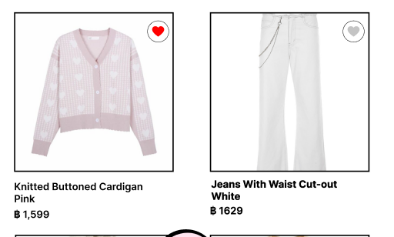 Knitted Buttoned Cardigan
Pink
฿ 1,599
Jeans With Waist Cut-out
White
฿ 1629